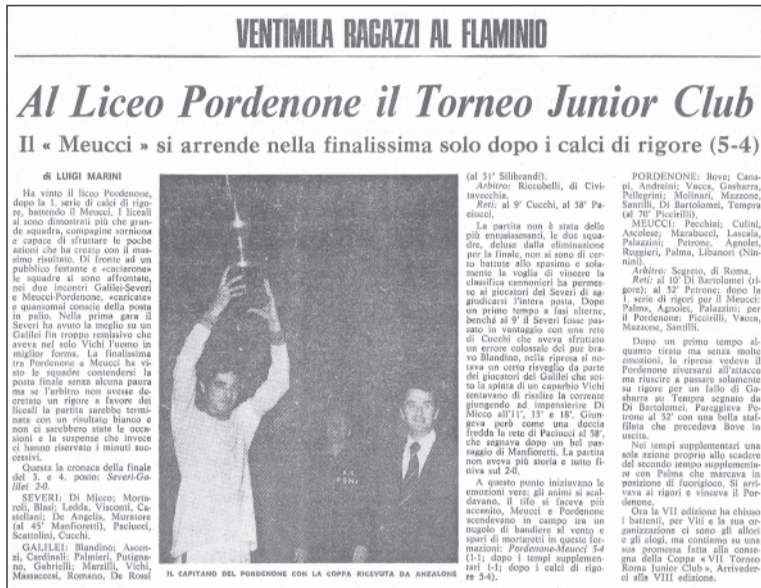 VENTIMILA RAGAZZI AL FLAMINIO
Al Liceo Pordenone il Torneo Junior Club
Il « Meucci » si arrende nella finalissima solo dopo i calci di rigore (5-4)
di LUIGI MARINI
Ha vinto il liceo Pordenone,
dopo la 1. serie di calci di rigo-
re, battendo il Meucci. I liceali
si sono dimostrati più che gran-
de squadra, compagine sorniona
e capace di sfruttare le poche
azioni che ha creato con il mas-
simo risultato. Di fronte ad un
pubblico festante e «caciarone»
le squadre si sono affrontate,
nei due incontri Galilei-Severi
e Meucci-Pordenone, «caricate»
e quantomai conscie della posta
in palio. Nella prima gara il
Severi ha avuto la meglio su un
Galilei fin troppo remissivo che
aveva nel solo Vichi l'uomo in
miglior forma. La finalissima
tra Pordenone e Meucci ha vi-
sto le squadre contendersi la
posta finale senza alcuna paura
ma se l'arbitro non avesse de-
cretato un rigore a favore dei
liceali la partita sarebbe termi-
nata con un risultato bianco e
non ci sarebbero state le occa-
sioni e la suspense che invece
ci hanno riservato i minuti suc-
cessivi.
Questa la cronaca della finale
del 3. e 4. posto: Severi-Ga-
lilei 2-0.
SEVERI: Di Micco; Morta-
roli, Blasi; Ledda, Visconti, Ca-
stellani; De Angelis, Muratore
(al 45' Manfioretti), Paciucci,
Scattolini, Cucchi.
GALILEI: Blandino; Ascen-
zi, Cardinali; Palmieri, Putigna-
no, Gabrielli; Marzilli, Vichi,
Massaccesi, Romano, De Rossi
IL CAPITANO DEL PORDENONE CON LA COPPA RICEVUTA DA ANZALONE
(al 31' Silibrandi).
Arbitro: Riccobelli, di Civi-
tavecchia.
Reti: al 9' Cucchi, al 58' Pa-
ciucci.
La partita non è stata delle
più entusiasmanti, le due squa-
dre, deluse dalla eliminazione
per la finale, non si sono di cer-
to battute allo spasimo e sola-
mente la voglia di vincere la
classifica cannonieri ha permes-
so ai giocatori del Severi di ag-
giudicarsi l'intera posta. Dopo
un primo tempo a fasi alterne,
benché al 9' il Severi fosse pas-
sato in vantaggio con una rete
di Cucchi che aveva sfruttato
un errore colossale del pur bra-
vo Blandino, nella ripresa si no-
tava un certo risveglio da parte
dei giocatori del Galilei che sot-
to la spinta di un caparbio Vichi
tentavano di risalire la corrente
giungendo ad impensierire Di
Micco all'11', 15' e 18'. Giun-
geva però come una doccia
fredda la rete di Paciucci al 58',
che segnava dopo un bel pas-
saggio di Manfioretti. La partita
non aveva più storia e tutto fi-
niva sul 2-0.
A questo punto iniziavano le
emozioni vere: gli animi si scal-
davano, il tifo si faceva più
accanito, Meucci e Pordenone
scendevano in campo tra un
nugolo di bandiere al vento e
spari di mortaretti in queste for-
mazioni: Pordenone-Meucci 5-4
(1-1; dopo i tempi supplemen-
tari 1-1; dopo i calci di rigo-
re 5-4).
PORDENONE: Bove; Cana-
pi, Andreini; Vacca, Gasbarra,
Pellegrini; Molinari, Mazzone,
Santilli, Di Bartolomei, Tempra
(al 70' Piccirilli).
MEUCCI: Pecchini; Culini,
Ascolese; Marabucci, Lascala,
Palazzini; Petrone, Agnolet,
Ruggieri, Palma, Libanori (Nin-
nini).
Arbitro: Segreto, di Roma.
Reti: al 10' Di Bartolomei (ri-
gore); al 52' Petrone; dopo la
1. serie di rigori per il Meucci:
Palma, Agnolet, Palazzini; per
il Pordenone: Piccirilli, Vacca,
Mazzone, Santilli.
Dopo un primo tempo al-
quanto tirato ma senza molte
emozioni, la ripresa vedeva il
Pordenone riversarsi all'attacco
ma riuscire a passare solamente
su rigore per un fallo di Ga-
sbarra su Tempra segnato da
Di Bartolomei. Pareggiava Pe-
trone al 52' con una bella staf-
filata che precedeva Bove in
uscita.
Nei tempi supplementari una
sola azione proprio allo scadere
del secondo tempo supplementa-
re con Palma che marcava in
posizione di fuorigioco. Si arri-
vava ai rigori e vinceva il Por-
denone.
Ora la VII edizione ha chiuso
i battenti, per Viti e la sua or-
ganizzazione ci sono gli allori
e gli elogi, ma contiamo su una
sua promessa fatta alla conse-
gna della Coppa « VII Torneo
Roma Junior Club », Arriveder-
ci alla VIII edizione.